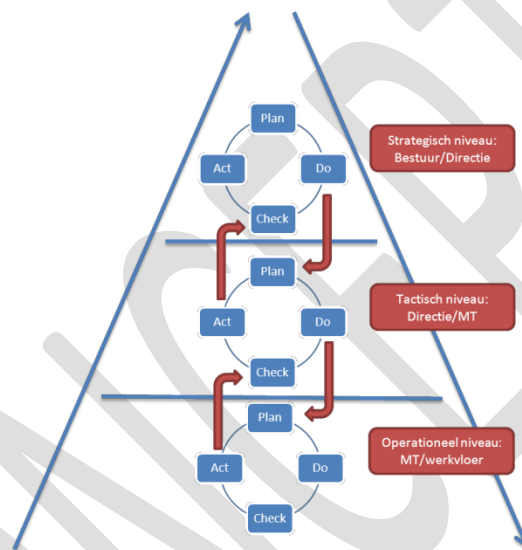 Plan
Act
Do
Check
Strategisch niveau:
Bestuur/Directie
Plan
Act
Do
Check
Tactisch niveau:
Directie/MT
Plan
Act
Do
Check
Operationeel niveau:
MT/werkvloer